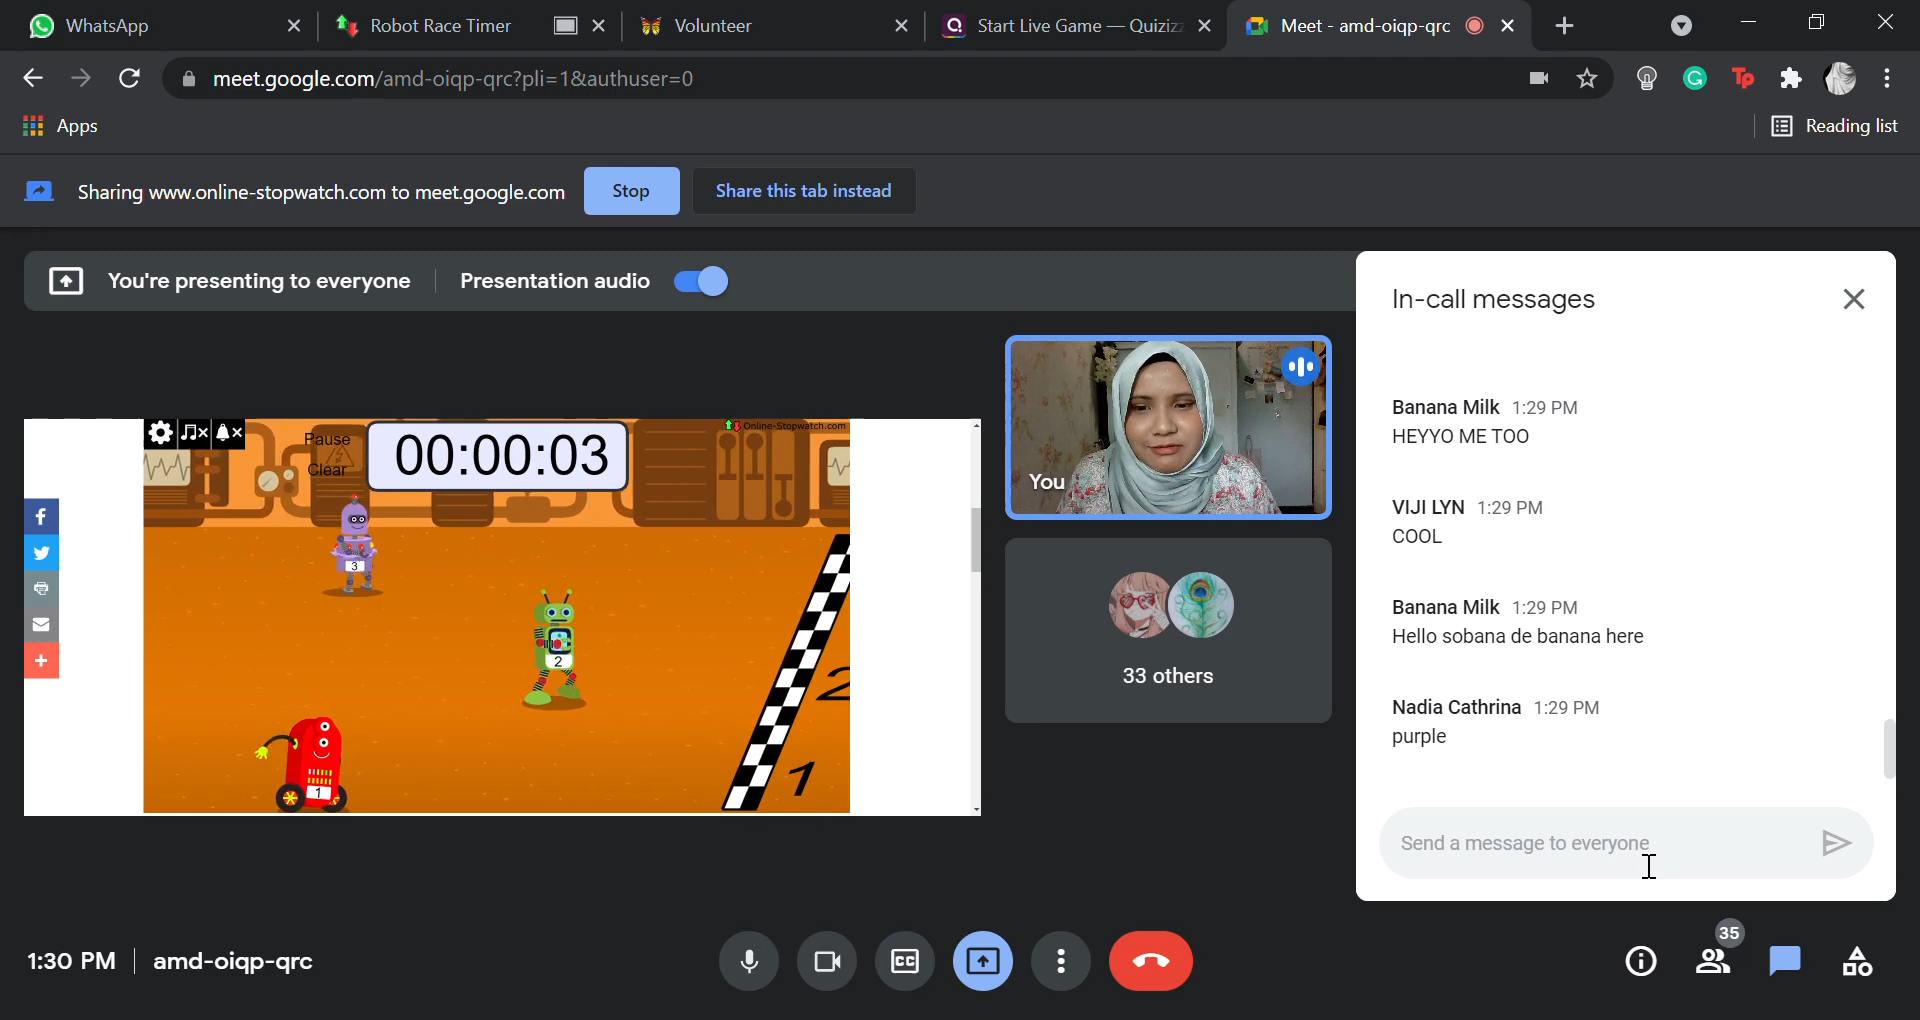 WhatsApp
Robot Race Timer
Volunteer
Start Live Game — Quiziz
Meet - amd-oiqp-qrc
meet.google.com/amd-oiqp-qrc?pli=1&authuser=0
Apps
Reading list
Sharing www.online-stopwatch.com to meet.google.com
Stop
Share this tab instead
You're presenting to everyone
Presentation audio
In-call messages
Pause
Clear
00:00:03
Online-Stopwatch.com
3
2
1
2
1
You
33 others
Banana Milk 1:29 PM
HEYYO ME TOO
VIJI LYN 1:29 PM
COOL
Banana Milk 1:29 PM
Hello sobana de banana here
Nadia Cathrina 1:29 PM
purple
Send a message to everyone
1:30 PM
amd-oiqp-qrc
CC
35